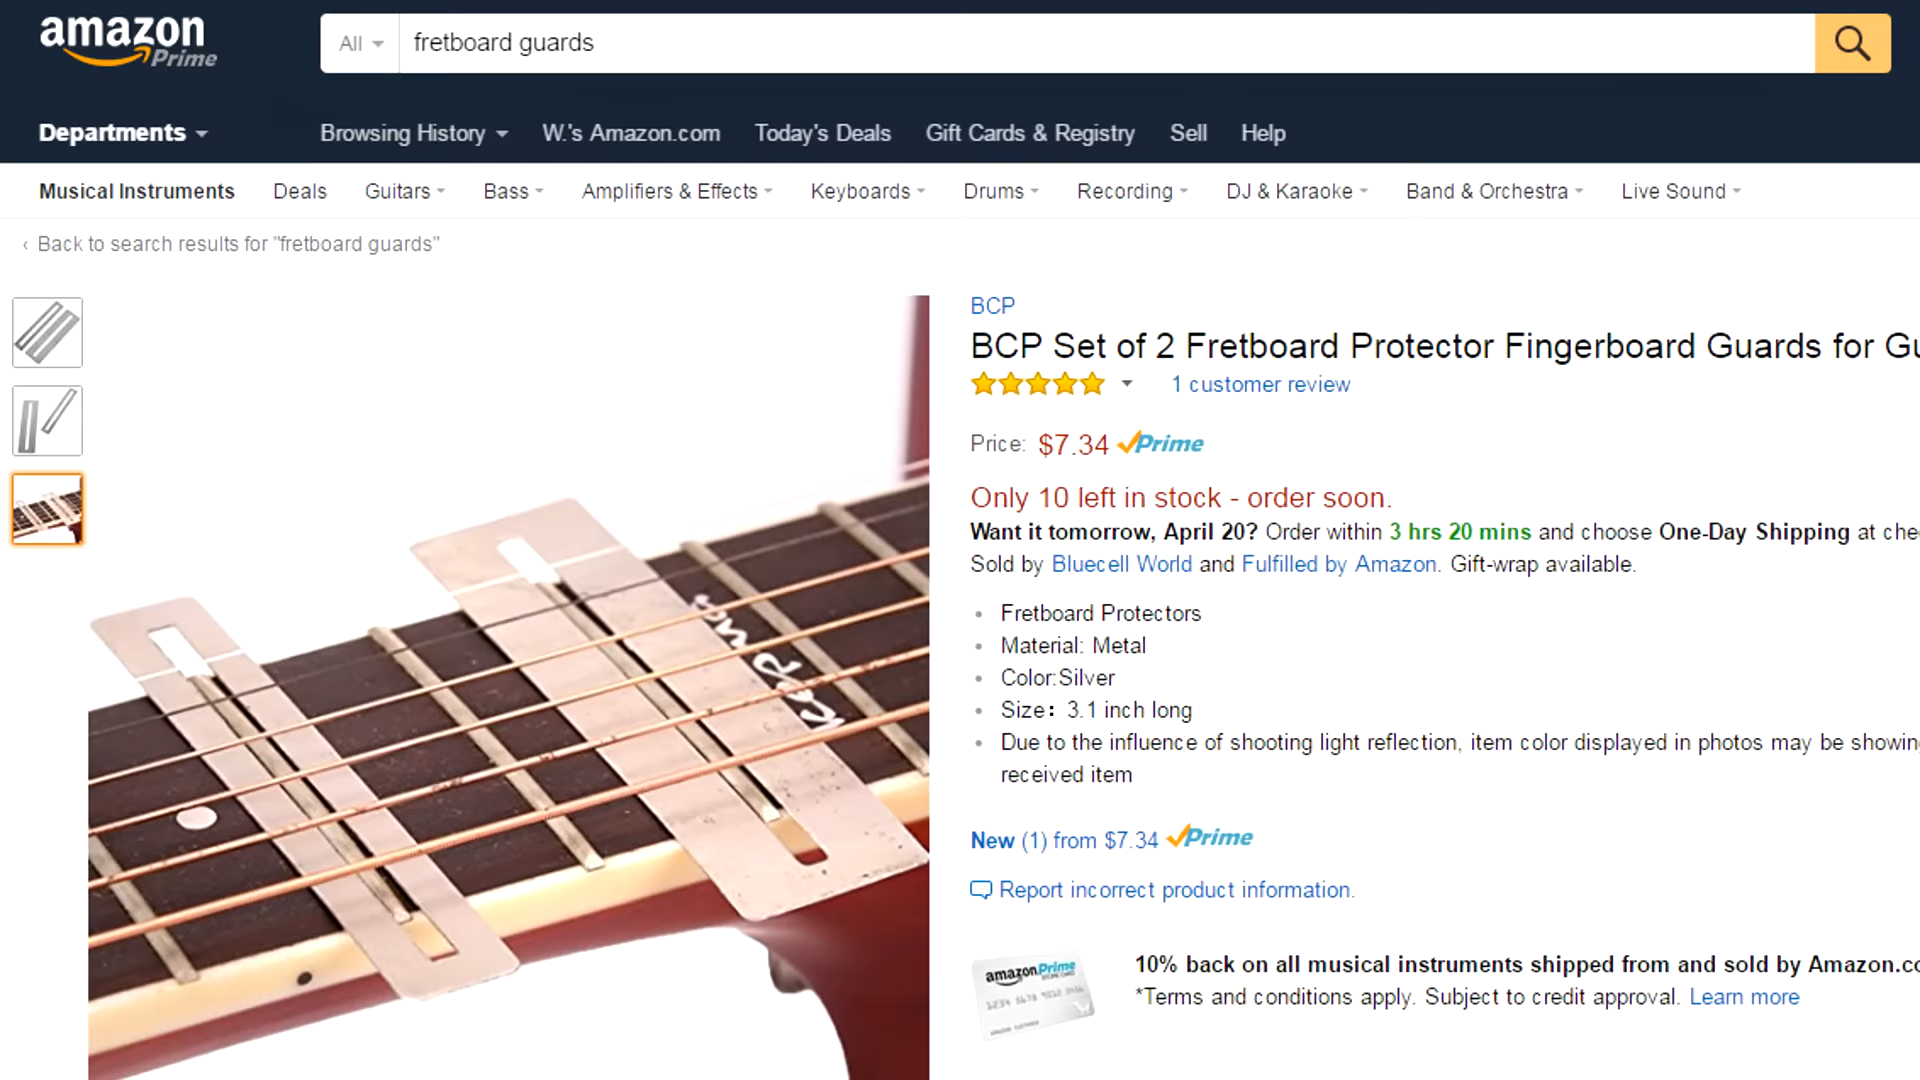 amazon
Prime
All
fretboard guards
Departments
Browsing History
W.'s Amazon.com
Today's Deals
Gift Cards & Registry
Sell
Help
Musical Instruments
Deals
Guitars
Bass
Amplifiers & Effects
Keyboards
Drums
Recording
DJ & Karaoke
Band & Orchestra
Live Sound
‹ Back to search results for "fretboard guards"
BCP
BCP Set of 2 Fretboard Protector Fingerboard Guards for Gu
1 customer review
Price: $7.34 Prime
Only 10 left in stock - order soon.
Want it tomorrow, April 20? Order within 3 hrs 20 mins and choose One-Day Shipping at che
Sold by Bluecell World and Fulfilled by Amazon. Gift-wrap available.
• Fretboard Protectors
• Material: Metal
• Color:Silver
• Size：3.1 inch long
• Due to the influence of shooting light reflection, item color displayed in photos may be showin
received item
New (1) from $7.34 Prime
Report incorrect product information.
amazonPrime
10% back on all musical instruments shipped from and sold by Amazon.co
*Terms and conditions apply. Subject to credit approval. Learn more